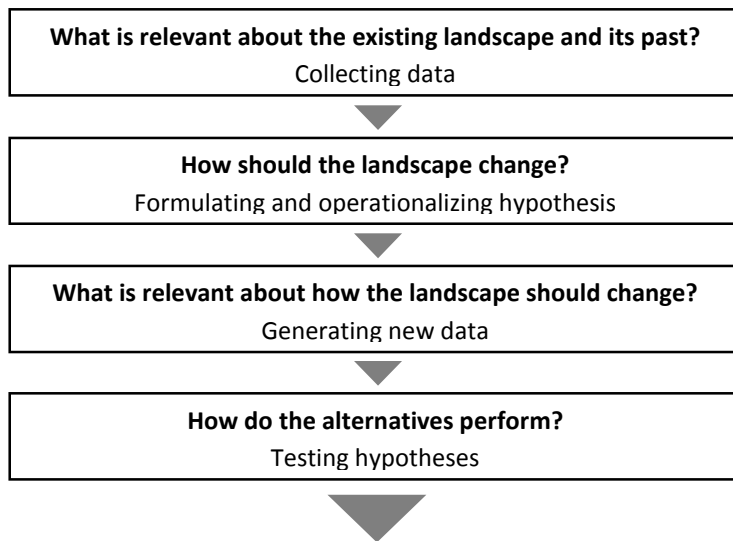 What is relevant about the existing landscape and its past?
Collecting data
How should the landscape change?
Formulating and operationalizing hypothesis
What is relevant about how the landscape should change?
Generating new data
How do the alternatives perform?
Testing hypotheses